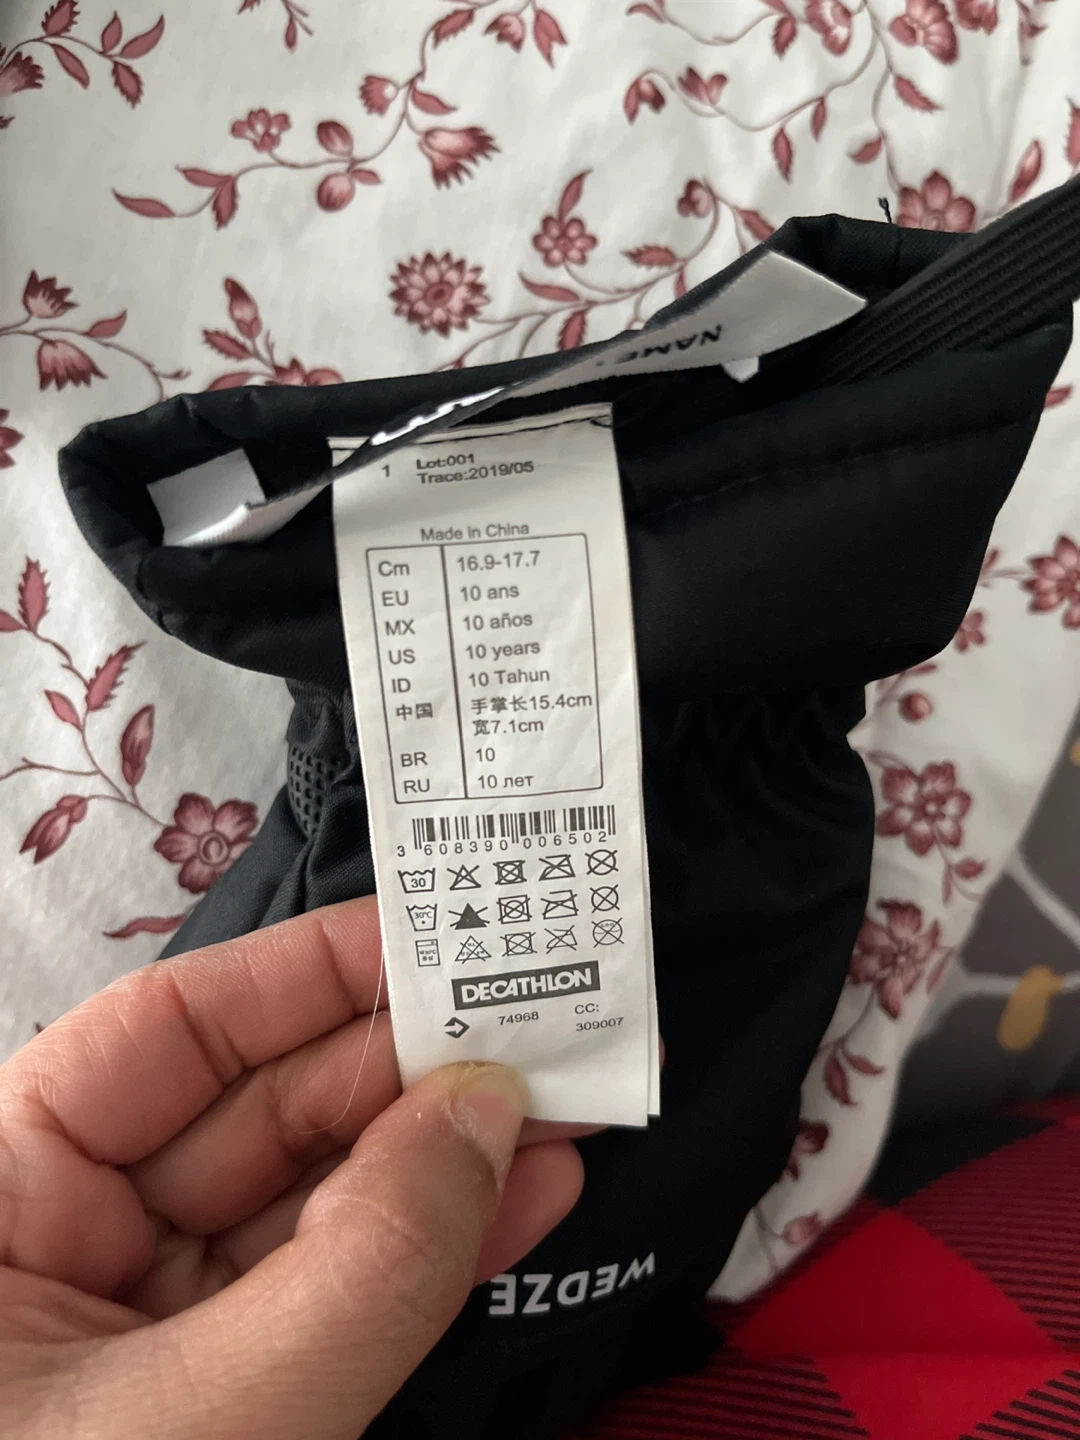 NAME:
1 Lot:001
Trace:2019/05
Made in China
Cm 16.9-17.7
EU 10 ans
MX 10 años
US 10 years
ID 10 Tahun
中国 手掌长15.4cm
宽7.1cm
BR 10
RU 10 лет
3 608390 006502
30
30°C
DECATHLON
74968 CC:
309007
WEDZE